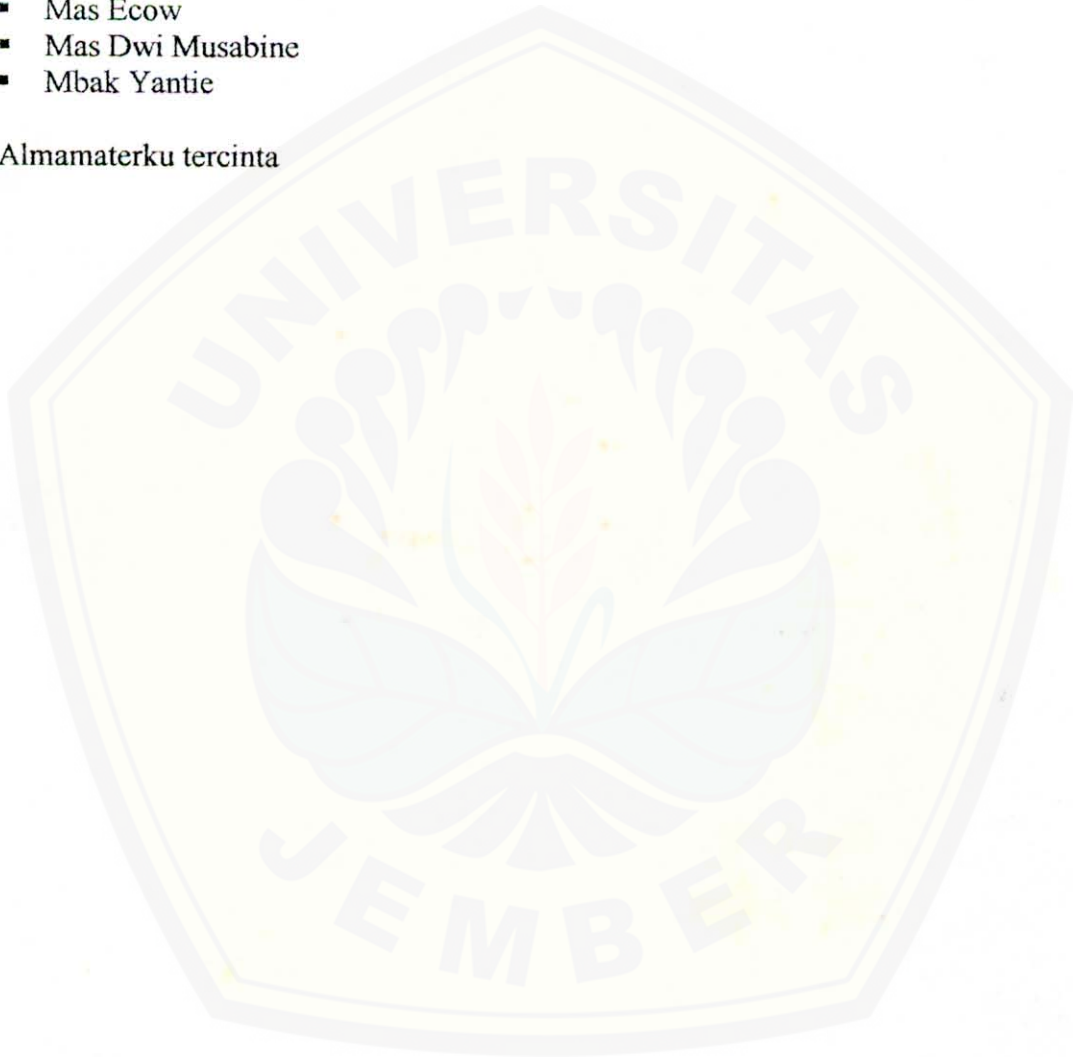 ▪ Mas Ecow
▪ Mas Dwi Musabine
▪ Mbak Yantie
Almamaterku tercinta
UNIVERSITAS
JEMBER